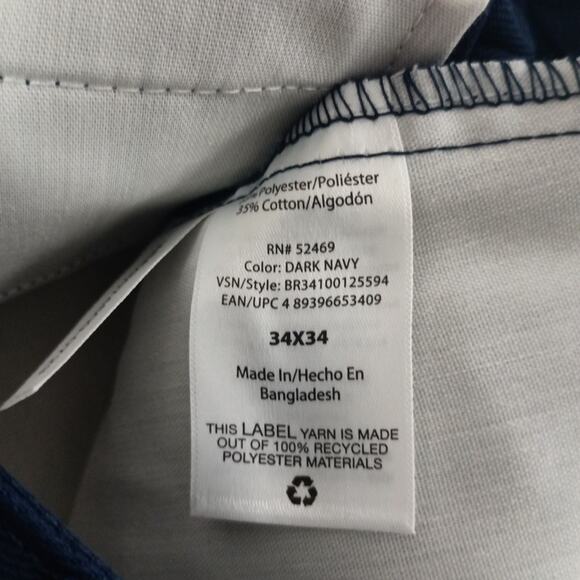 Polyester/Poliéster
35% Cotton/Algodón
RN# 52469
Color: DARK NAVY
VSN/Style: BR34100125594
EAN/UPC 4 89396653409
34X34
Made In/Hecho En
Bangladesh
THIS LABEL YARN IS MADE
OUT OF 100% RECYCLED
POLYESTER MATERIALS